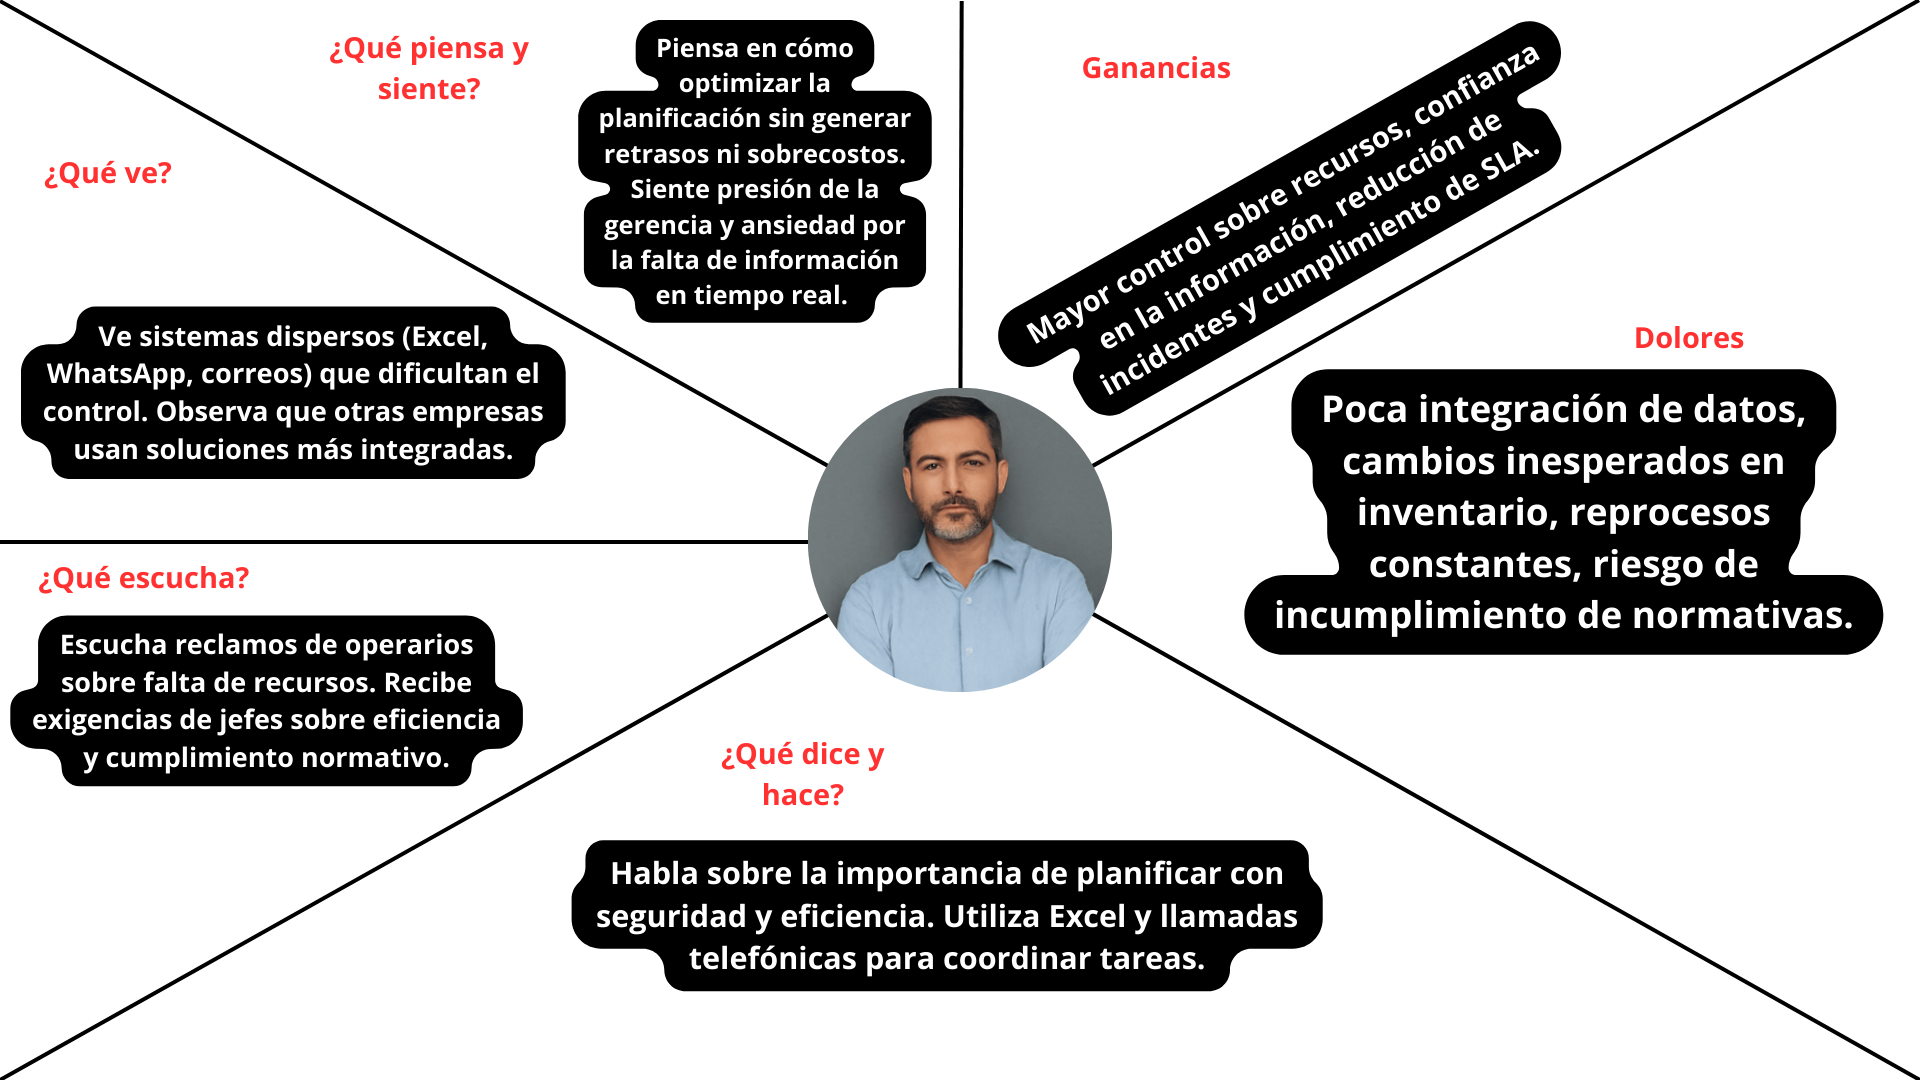 ¿Qué piensa y
siente?
Piensa en cómo
optimizar la
planificación sin generar
retrasos ni sobrecostos.
Siente presión de la
gerencia y ansiedad por
la falta de información
en tiempo real.
Ganancias
Mayor control sobre recursos, confianza
en la información, reducción de
incidentes y cumplimiento de SLA.
¿Qué ve?
Ve sistemas dispersos (Excel,
WhatsApp, correos) que dificultan el
control. Observa que otras empresas
usan soluciones más integradas.
Dolores
Poca integración de datos,
cambios inesperados en
inventario, reprocesos
constantes, riesgo de
incumplimiento de normativas.
¿Qué escucha?
Escucha reclamos de operarios
sobre falta de recursos. Recibe
exigencias de jefes sobre eficiencia
y cumplimiento normativo.
¿Qué dice y
hace?
Habla sobre la importancia de planificar con
seguridad y eficiencia. Utiliza Excel y llamadas
telefónicas para coordinar tareas.